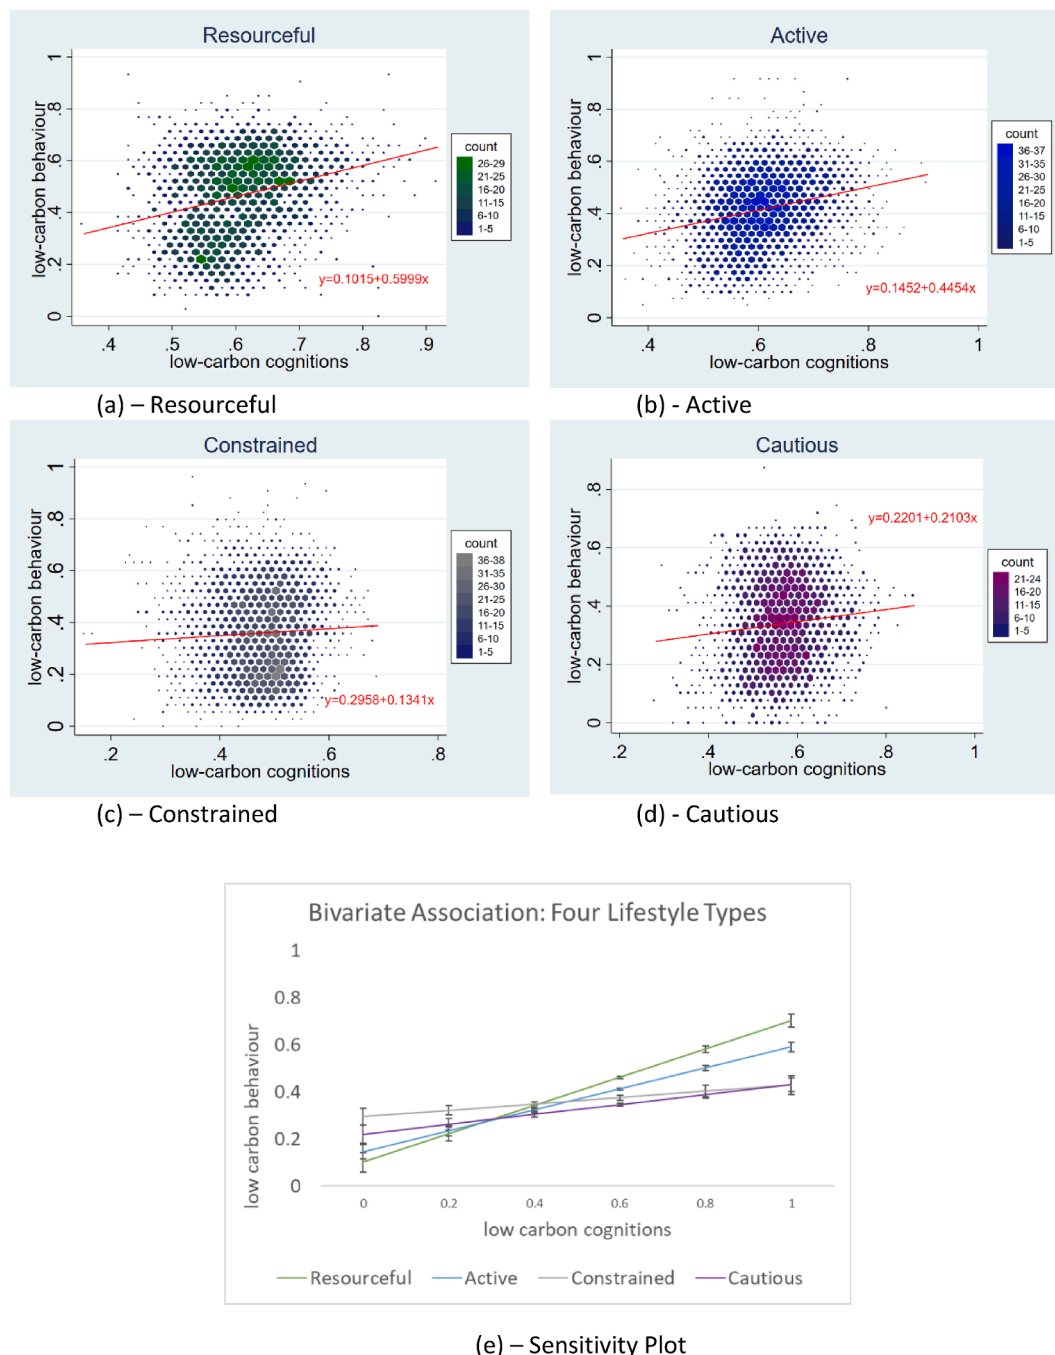 Resourceful
low-carbon behaviour
1
.8
.6
.4
.2
0
.4 .5 .6 .7 .8 .9
low-carbon cognitions
y=0.1015+0.5999x
count
26-29
21-25
16-20
11-15
6-10
1-5
(a) – Resourceful
Active
low-carbon behaviour
1
.8
.6
.4
.2
0
.4 .6 .8 1
low-carbon cognitions
y=0.1452+0.4454x
count
36-37
31-35
26-30
21-25
16-20
11-15
6-10
1-5
(b) - Active
Constrained
low-carbon behaviour
1
.8
.6
.4
.2
0
.2 .4 .6 .8
low-carbon cognitions
y=0.2958+0.1341x
count
36-38
31-35
26-30
21-25
16-20
11-15
6-10
1-5
(c) – Constrained
Cautious
low-carbon behaviour
.8
.6
.4
.2
0
.2 .4 .6 .8 1
low-carbon cognitions
y=0.2201+0.2103x
count
21-24
16-20
11-15
6-10
1-5
(d) - Cautious
Bivariate Association: Four Lifestyle Types
low carbon behaviour
1
0.8
0.6
0.4
0.2
0
0 0.2 0.4 0.6 0.8 1
low carbon cognitions
Resourceful Active Constrained Cautious
(e) – Sensitivity Plot